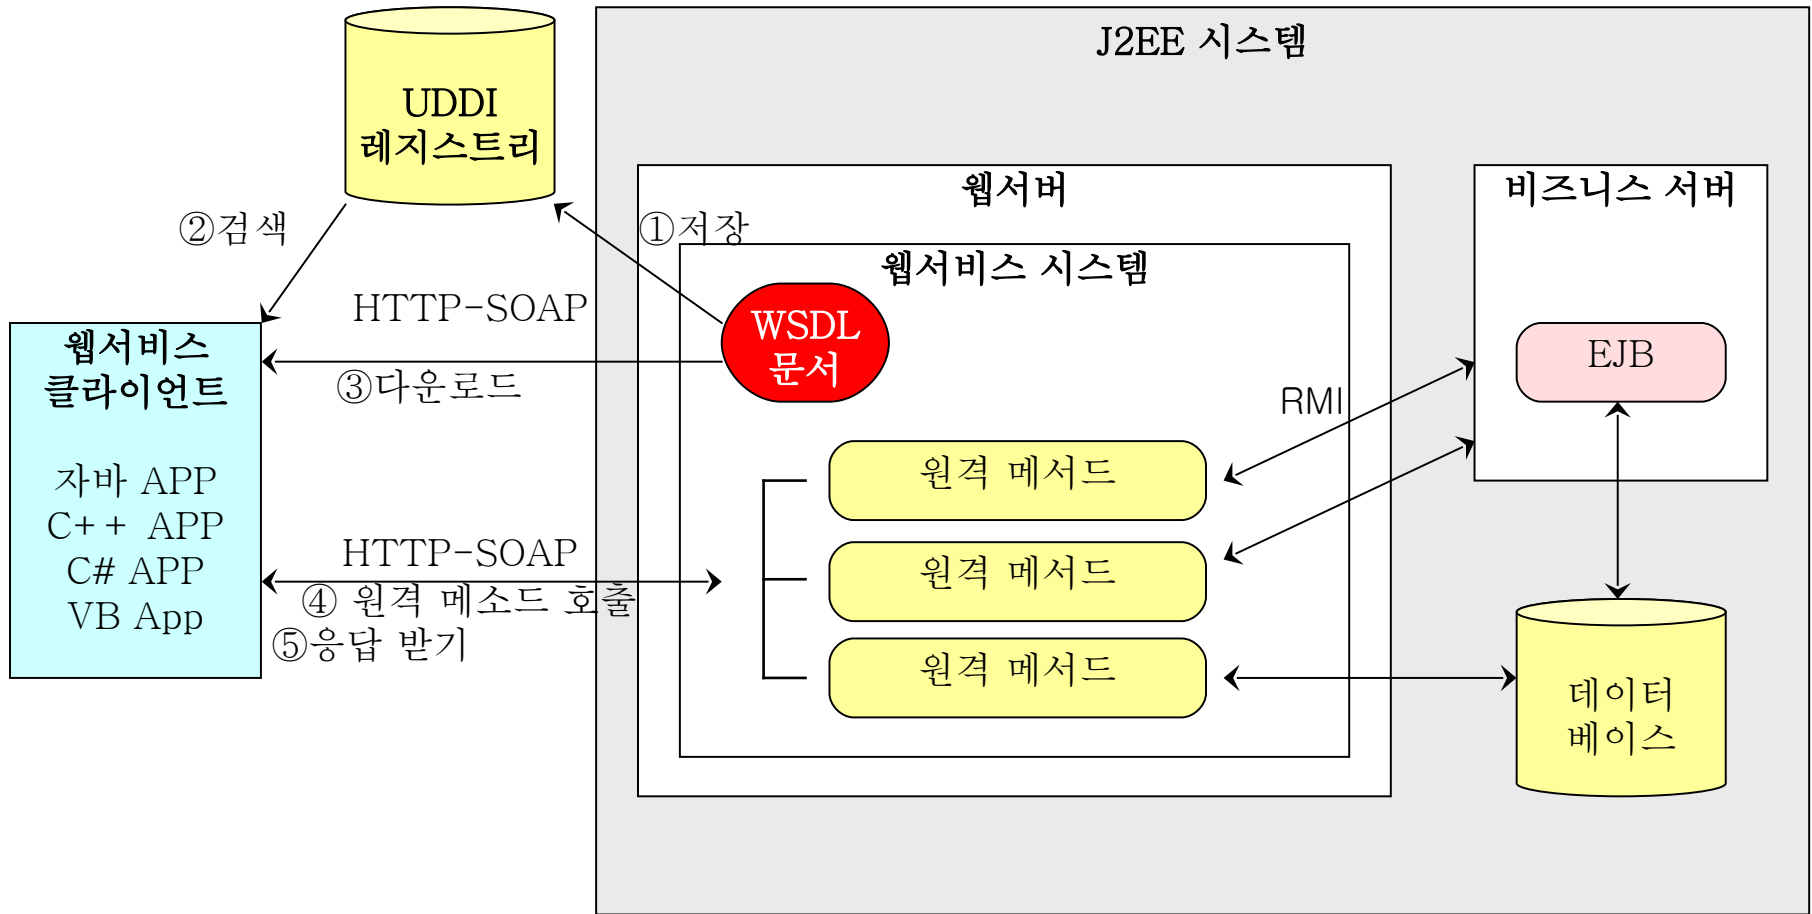 J2EE 시스템
UDDI
레지스트리
웹서버
비즈니스 서버
②검색
①저장
웹서비스 시스템
HTTP-SOAP
WSDL
문서
③다운로드
웹서비스
클라이언트
자바 APP
C++ APP
C# APP
VB App
EJB
RMI
원격 메서드
HTTP-SOAP
④ 원격 메소드 호출
⑤응답 받기
원격 메서드
원격 메서드
데이터
베이스